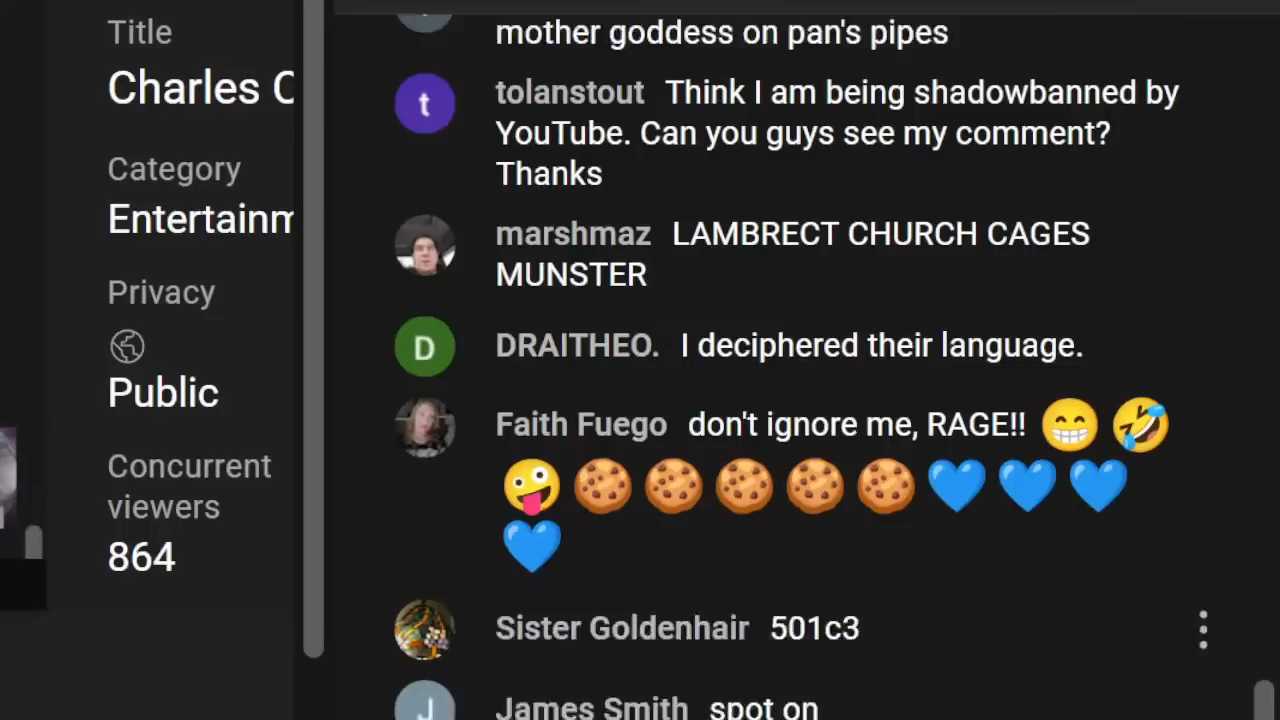 Title
Charles C
Category
Entertainm
Privacy
Public
Concurrent
viewers
864
mother goddess on pan's pipes
t
tolanstout Think I am being shadowbanned by
YouTube. Can you guys see my comment?
Thanks
marshmaz LAMBRECT CHURCH CAGES
MUNSTER
D
DRAITHEO. I deciphered their language.
Faith Fuego don't ignore me, RAGE!! 😁 🤣
🤪 🍪 🍪 🍪 🍪 🍪 💙 💙 💙
💙
Sister Goldenhair 501c3
J
James Smith spot on